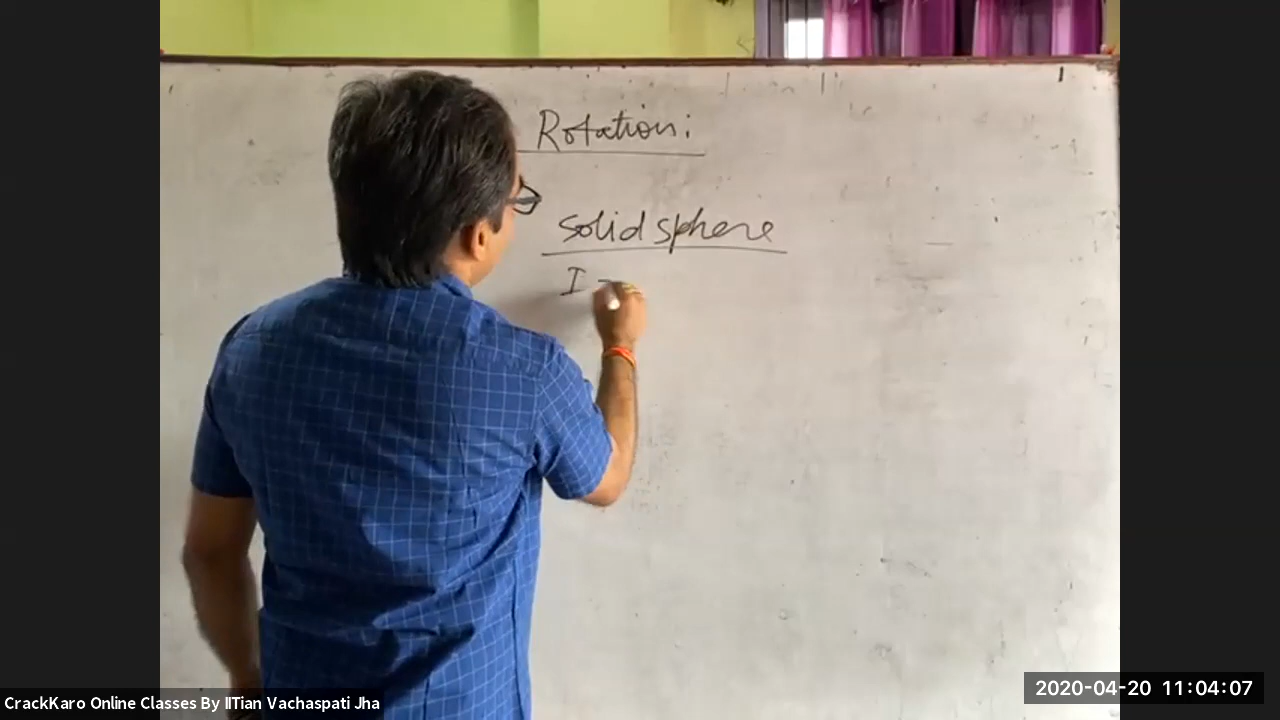 Rotation:
Solid sphere
I =
CrackKaro Online Classes By IITian Vachaspati Jha
2020-04-20 11:04:07